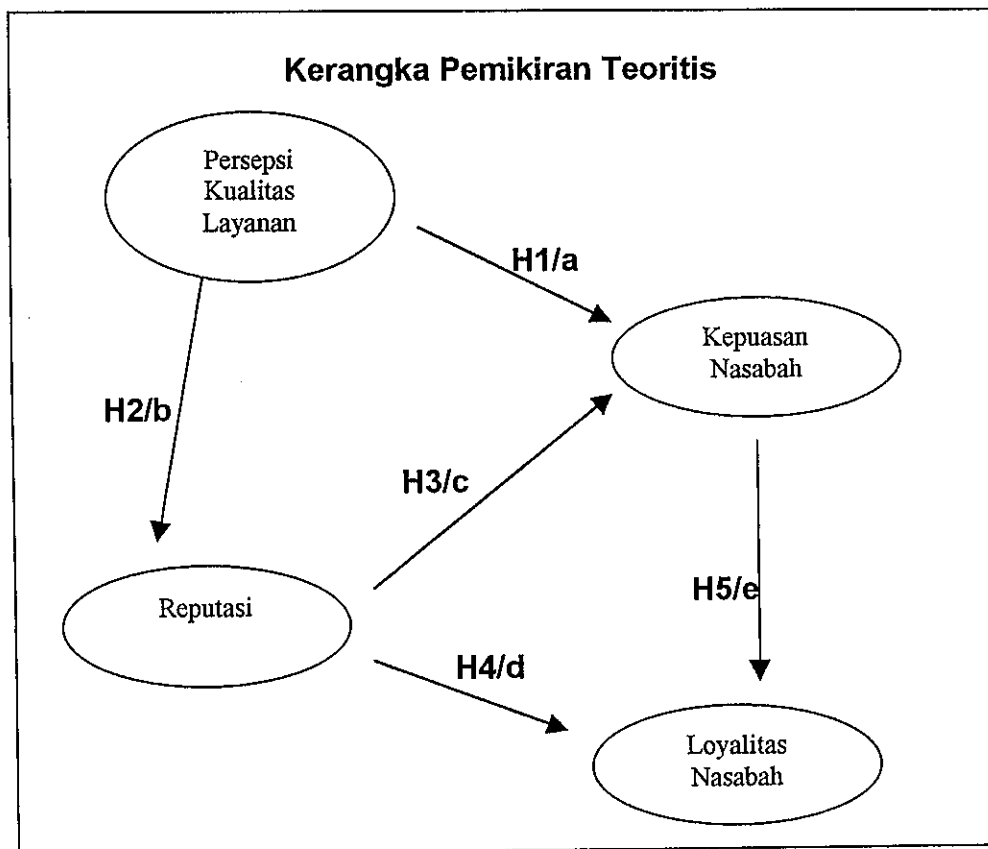 Kerangka Pemikiran Teoritis
Persepsi
Kualitas
Layanan
H1/a
Kepuasan
Nasabah
H2/b
H3/c
Reputasi
H5/e
H4/d
Loyalitas
Nasabah